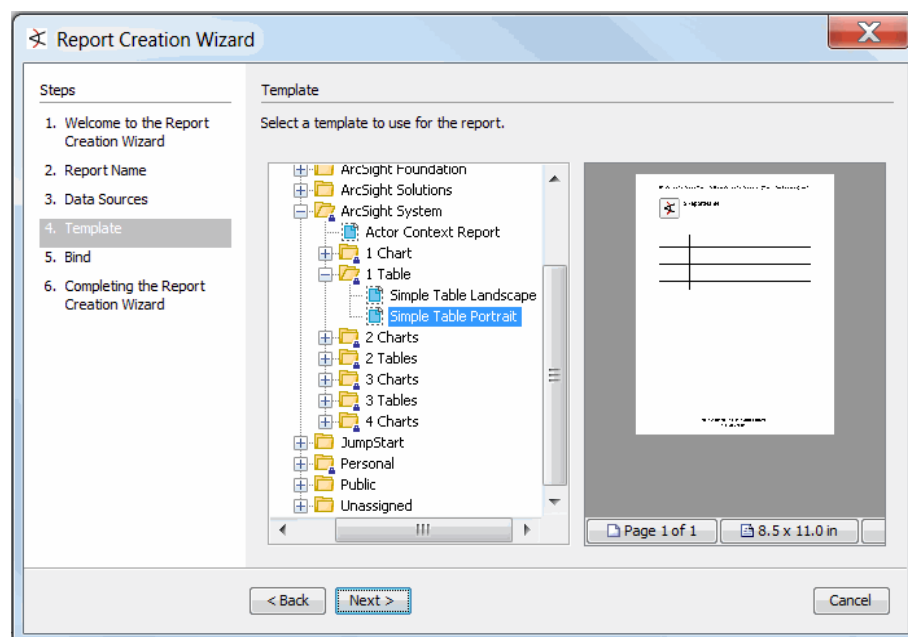 Report Creation Wizard
Steps
1. Welcome to the Report
Creation Wizard
2. Report Name
3. Data Sources
4. Template
5. Bind
6. Completing the Report
Creation Wizard
Template
Select a template to use for the report.
ArcSight Foundation
ArcSight Solutions
ArcSight System
Actor Context Report
1 Chart
1 Table
Simple Table Landscape
Simple Table Portrait
2 Charts
2 Tables
3 Charts
3 Tables
4 Charts
JumpStart
Personal
Public
Unassigned
Page 1 of 1
8.5 x 11.0 in
< Back
Next >
Cancel